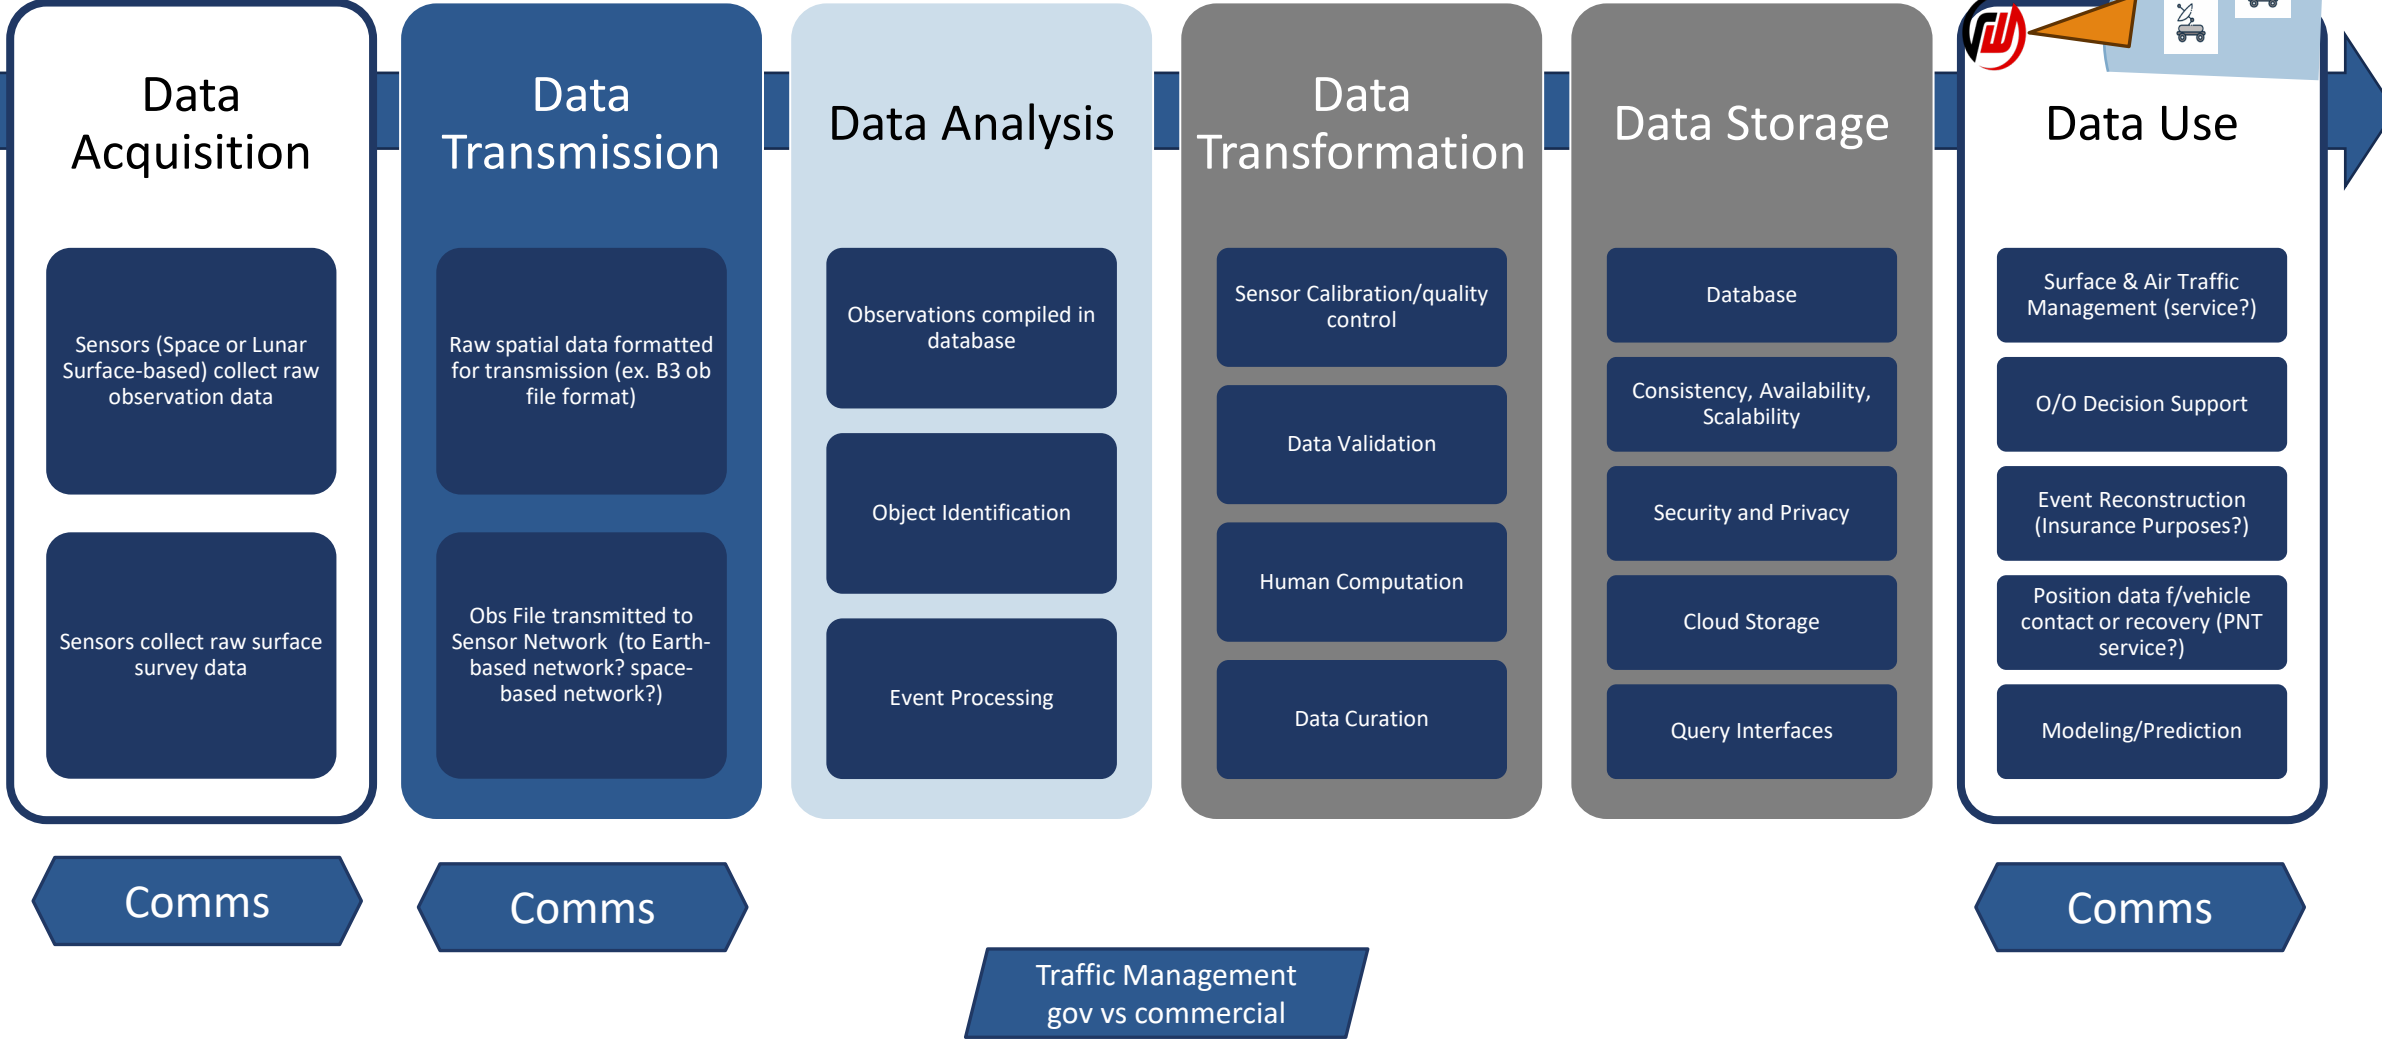 Data
Acquisition
Sensors (Space or Lunar
Surface-based) collect raw
observation data
Sensors collect raw surface
survey data
Comms
Data
Transmission
Raw spatial data formatted
for transmission (ex. B3 ob
file format)
Obs File transmitted to
Sensor Network (to Earth-
based network? space-
based network?)
Comms
Data Analysis
Observations compiled in
database
Object Identification
Event Processing
Data
Transformation
Sensor Calibration/quality
control
Data Validation
Human Computation
Data Curation
Data Storage
Database
Consistency, Availability,
Scalability
Security and Privacy
Cloud Storage
Query Interfaces
Data Use
Surface & Air Traffic
Management (service?)
O/O Decision Support
Event Reconstruction
(Insurance Purposes?)
Position data f/vehicle
contact or recovery (PNT
service?)
Modeling/Prediction
Comms
Traffic Management
gov vs commercial